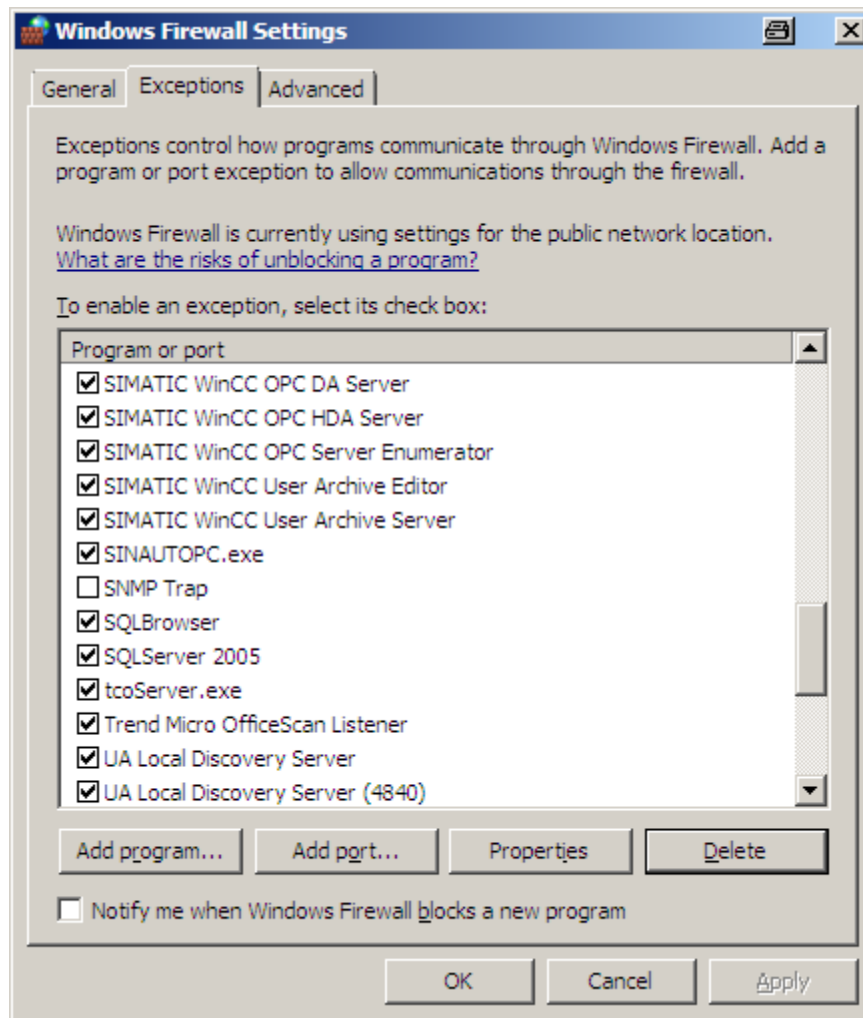 Windows Firewall Settings
General Exceptions Advanced
Exceptions control how programs communicate through Windows Firewall. Add a
program or port exception to allow communications through the firewall.
Windows Firewall is currently using settings for the public network location.
What are the risks of unblocking a program?
To enable an exception, select its check box:
Program or port
SIMATIC WinCC OPC DA Server
SIMATIC WinCC OPC HDA Server
SIMATIC WinCC OPC Server Enumerator
SIMATIC WinCC User Archive Editor
SIMATIC WinCC User Archive Server
SINAUTOPC.exe
SNMP Trap
SQLBrowser
SQLServer 2005
tcoServer.exe
Trend Micro OfficeScan Listener
UA Local Discovery Server
UA Local Discovery Server (4840)
Add program... Add port... Properties Delete
Notify me when Windows Firewall blocks a new program
OK Cancel Apply